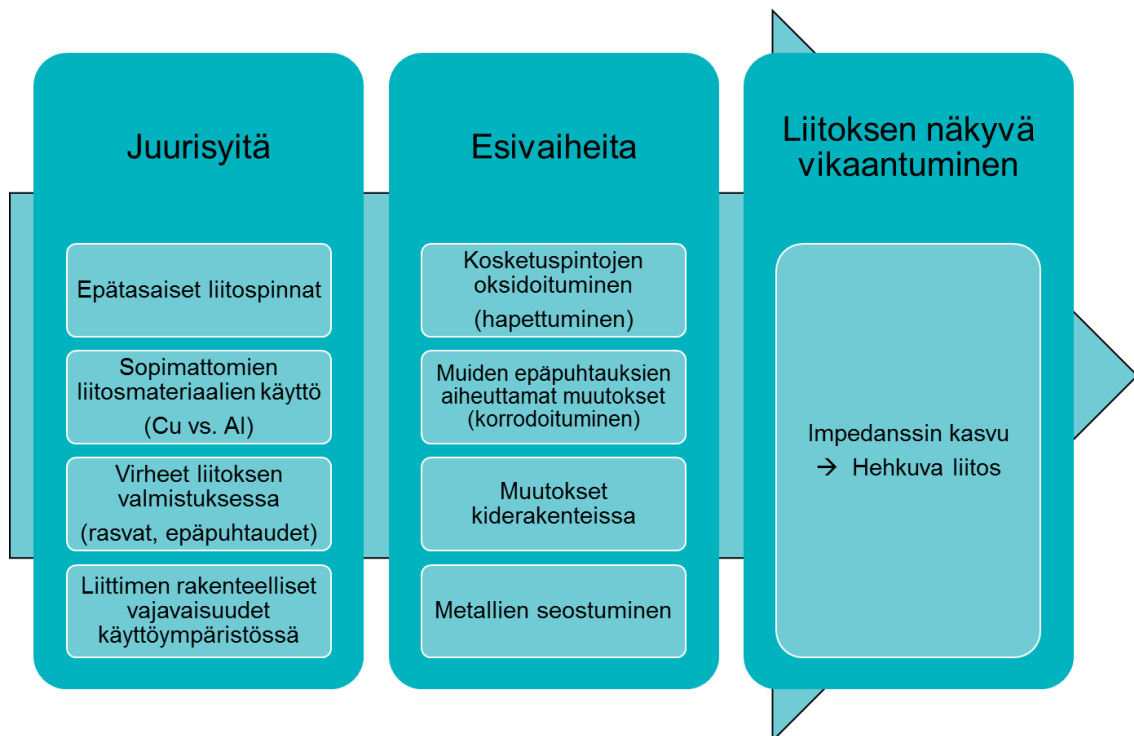 Juurisyitä
Epätasaiset liitospinnat
Sopimattomien
liitosmateriaalien käyttö
(Cu vs. Al)
Virheet liitoksen
valmistuksessa
(rasvat, epäpuhtaudet)
Liittimen rakenteelliset
vajavaisuudet
käyttöympäristössä
Esivaiheita
Kosketuspintojen
oksidoituminen
(hapettuminen)
Muiden epäpuhtauksien
aiheuttamat muutokset
(korrodoituminen)
Muutokset
kiderakenteissa
Metallien seostuminen
Liitoksen näkyvä
vikaantuminen
Impedanssin kasvu
→ Hehkuva liitos